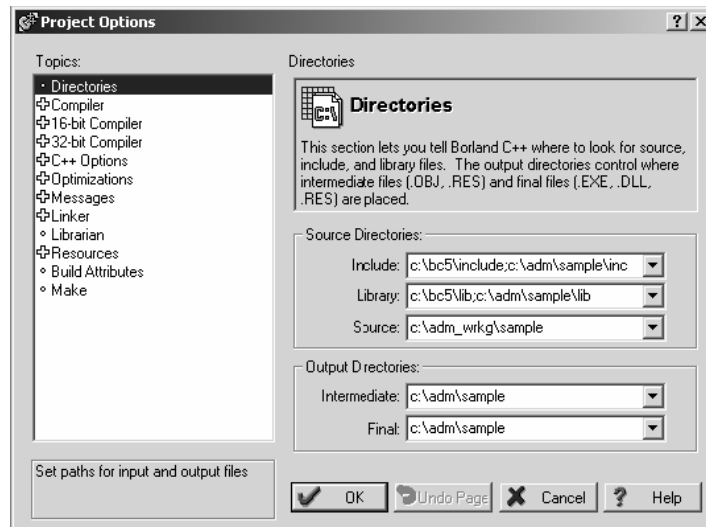 Project Options
Topics:
Directories
Compiler
16-bit Compiler
32-bit Compiler
C++ Options
Optimizations
Messages
Linker
Librarian
Resources
Build Attributes
Make
Set paths for input and output files
Directories
C:\
Directories
This section lets you tell Borland C++ where to look for source,
include, and library files. The output directories control where
intermediate files (.OBJ, .RES) and final files (.EXE, .DLL,
.RES) are placed.
Source Directories:
Include: c:\bc5\include;c:\adm\sample\inc
Library: c:\bc5\lib;c:\adm\sample\lib
Source: c:\adm_wrkg\sample
Output Directories:
Intermediate: c:\adm\sample
Final: c:\adm\sample
OK Undo Page Cancel ? Help